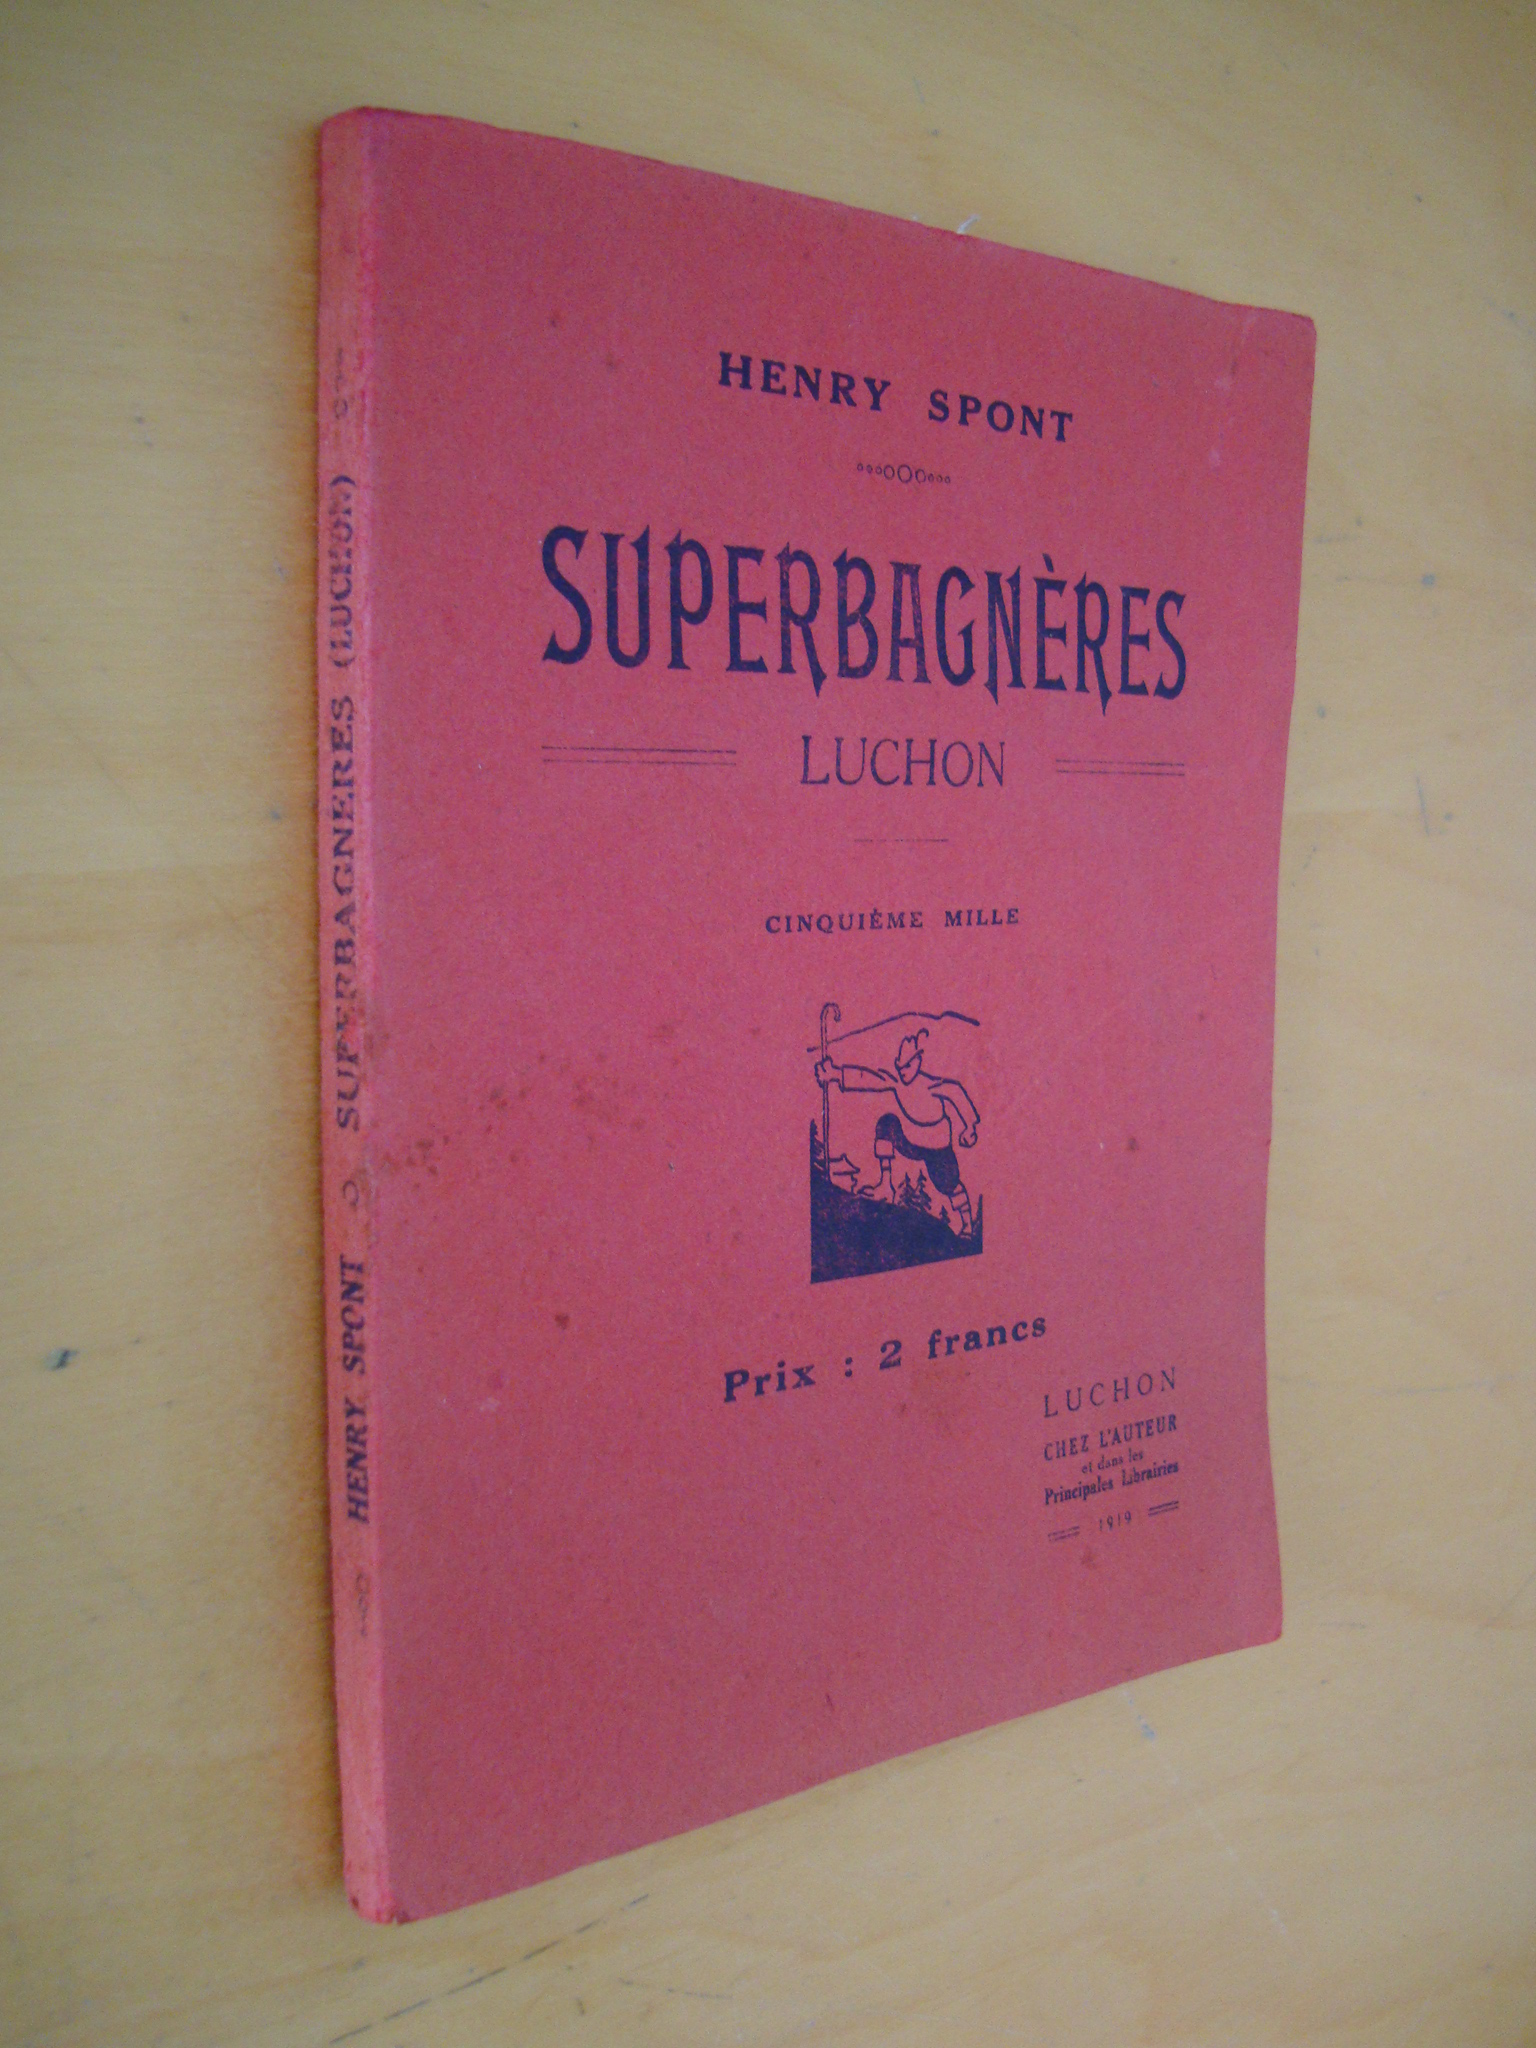 HENRY SPONT
SUPERBAGNÈRES
LUCHON
CINQUIÈME MILLE
Prix : 2 francs
LUCHON
CHEZ L'AUTEUR
et dans les
Principales Librairies
1919
HENRY SPONT SUPERBAGNÈRES (LUCHON)